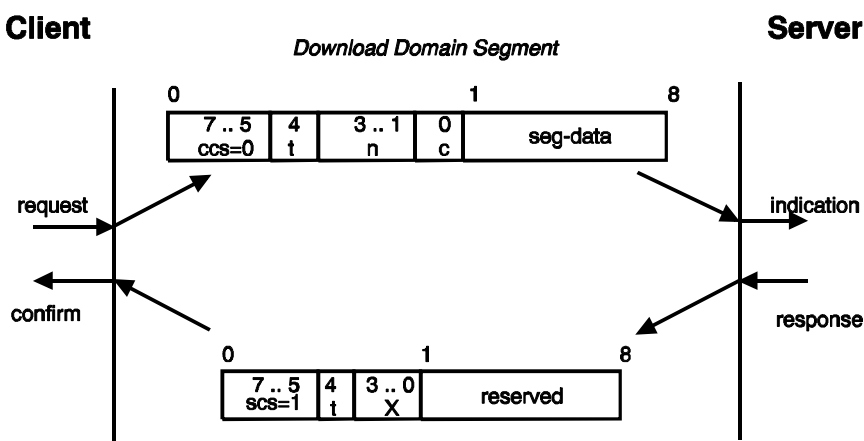 Client
Server
Download Domain Segment
0 1 8
7 .. 5 4 3 .. 1 0
ccs=0 t n c seg-data
request
indication
confirm
response
0 1 8
7 .. 5 4 3 .. 0
scs=1 t X reserved